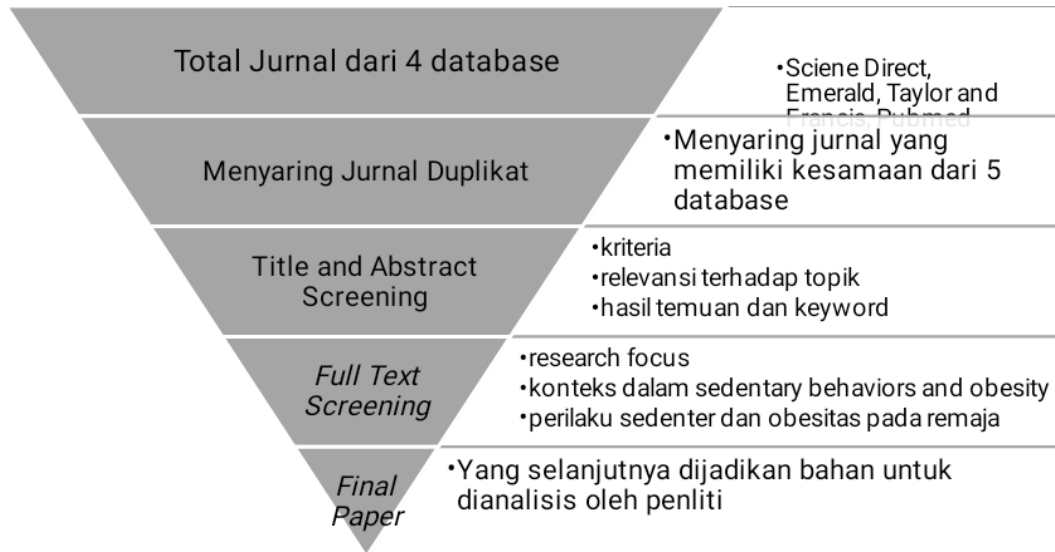 Total Jurnal dari 4 database
•Sciene Direct,
Emerald, Taylor and
Francis, Pubmed
Menyaring Jurnal Duplikat
•Menyaring jurnal yang
memiliki kesamaan dari 5
database
Title and Abstract
Screening
•kriteria
•relevansi terhadap topik
•hasil temuan dan keyword
Full Text
Screening
•research focus
•konteks dalam sedentary behaviors and obesity
•perilaku sedenter dan obesitas pada remaja
Final
Paper
•Yang selanjutnya dijadikan bahan untuk
dianalisis oleh penliti